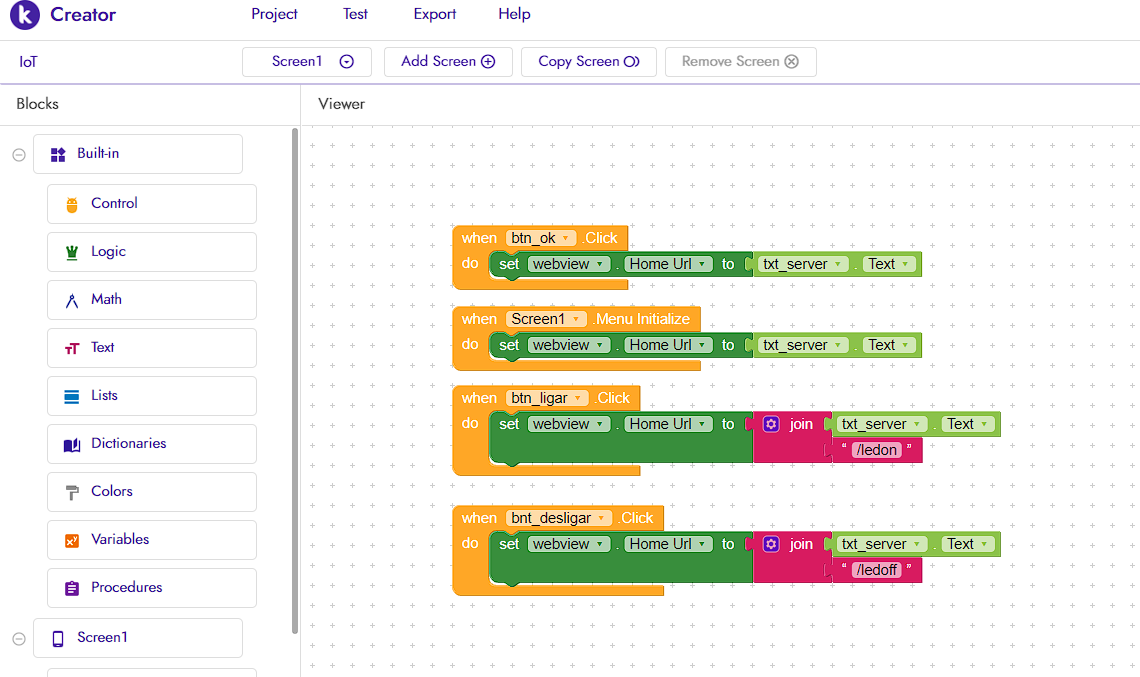 Creator Project Test Export Help
IoT Screen1 Add Screen Copy Screen Remove Screen
Blocks Viewer
Built-in
Control
Logic
Math
Text
Lists
Dictionaries
Colors
Variables
Procedures
Screen1
when btn_ok .Click
do set webview . Home Url to txt_server . Text
when Screen1 .Menu Initialize
do set webview . Home Url to txt_server . Text
when btn_ligar .Click
do set webview . Home Url to join txt_server . Text
“ /ledon ”
when bnt_desligar .Click
do set webview . Home Url to join txt_server . Text
“ /ledoff ”